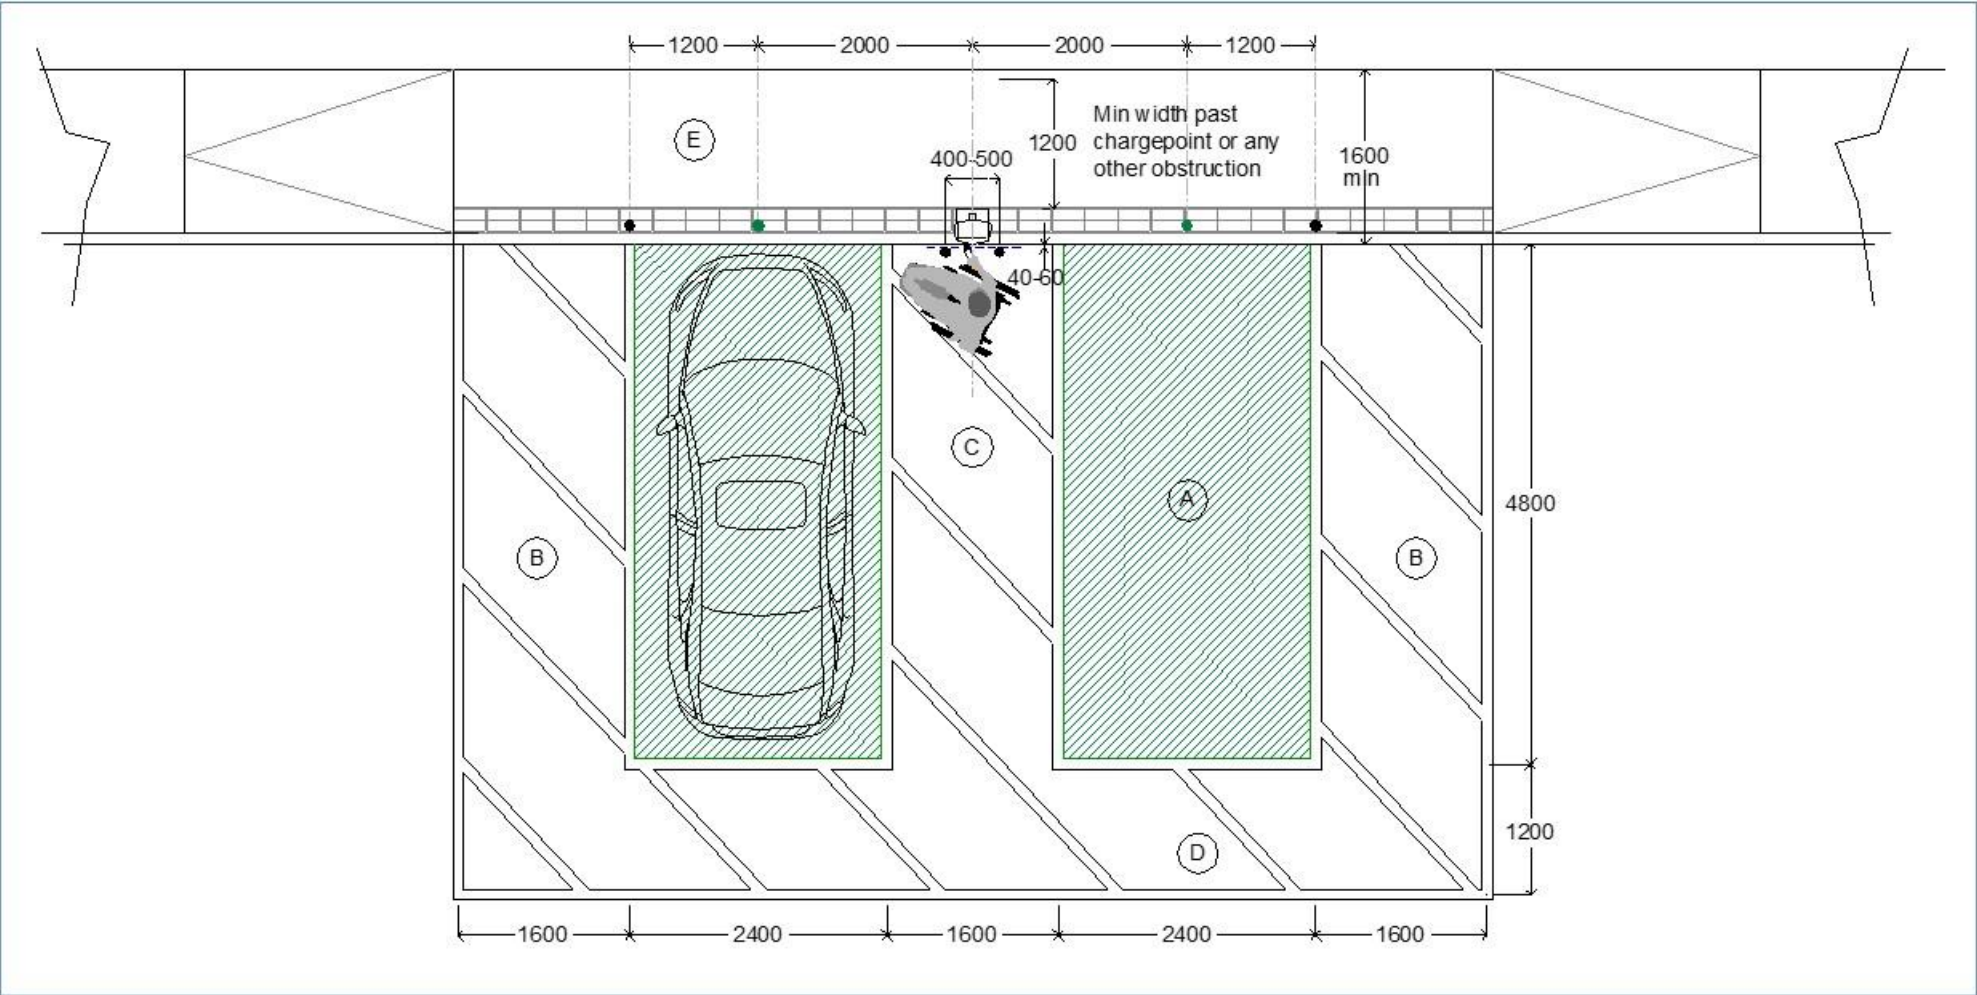 1200 2000 2000 1200
Min width past
chargepoint or any
other obstruction
E
1200
400-500
1600
min
40-60
C
A
4800
B
B
1200
D
1600 2400 1600 2400 1600